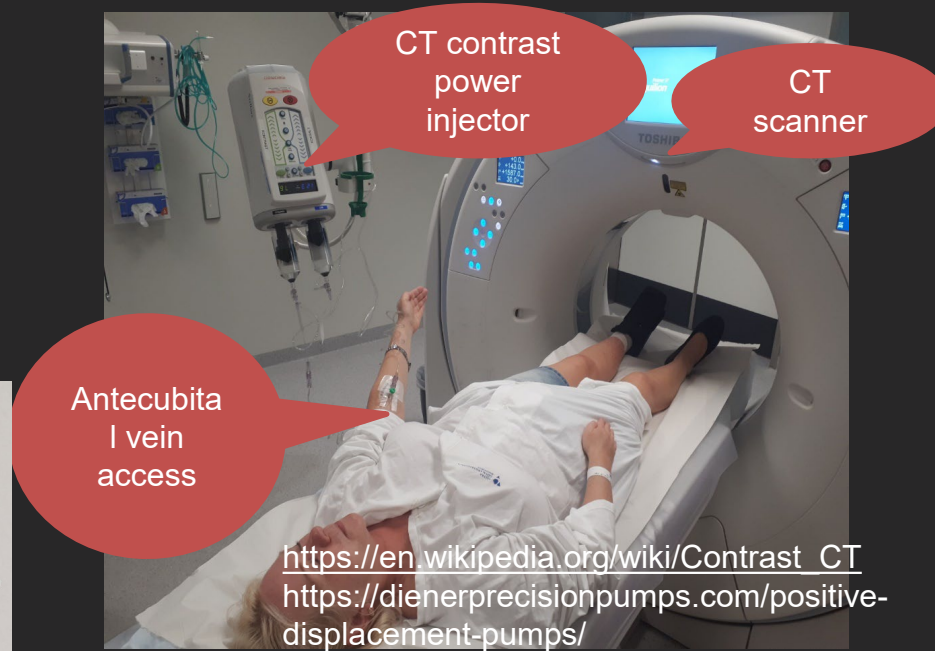 CT contrast
power
injector
CT
scanner
TOSHIB
Antecubita
l vein
access
https://en.wikipedia.org/wiki/Contrast_CT
https://dienerprecisionpumps.com/positive-
displacement-pumps/